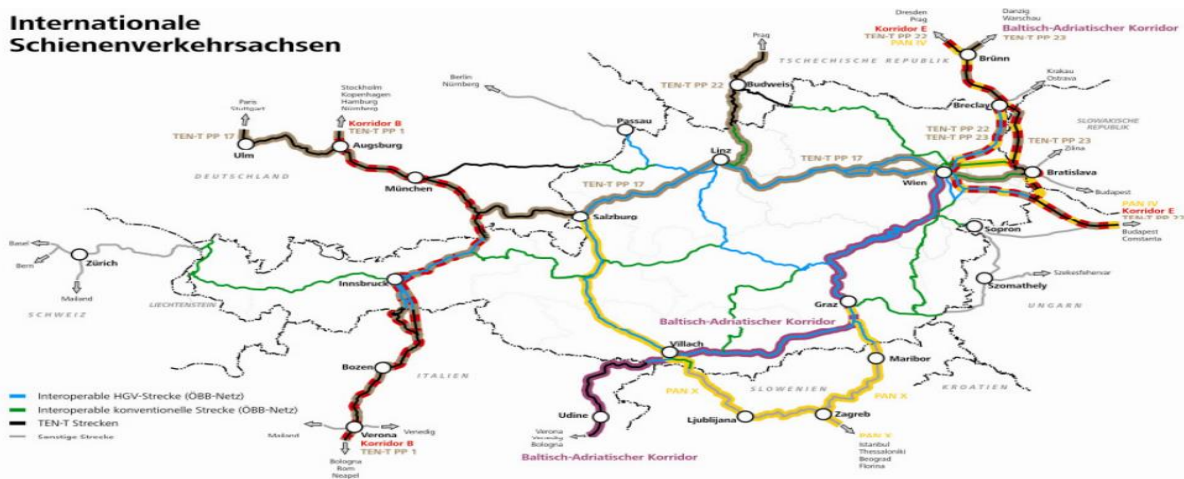 Internationale
Schienenverkehrsachsen
Paris
Stuttgart
TEN-T PP 17
Ulm
Stockholm
Kopenhagen
Hamburg
Nürnberg
Korridor B
TEN-T PP 1
Augsburg
München
DEUTSCHLAND
Berlin
Nürnberg
Passau
Prag
TEN-T PP 22
Budweis
TSCHECHISCHE REPUBLIK
Dresden
Prag
Korridor E
TEN-T PP 22
PAN IV
Danzig
Warschau
Baltisch-Adriatischer Korridor
TEN-T PP 23
Brünn
Krakau
Ostrava
Breclav
SLOWAKISCHE
REPUBLIK
TEN-T PP 22
TEN-T PP 23
TEN-T PP 23
Zilina
Bratislava
Budapest
Linz
TEN-T PP 17
TEN-T PP 17
Wien
Salzburg
PAN IV
Korridor E
TEN-T PP 22
Budapest
Constanta
Sopron
Szekesfehervar
Szomathely
UNGARN
Basel
Bern
Zürich
Mailand
SCHWEIZ
LIECHTENSTEIN
Innsbruck
Graz
Baltisch-Adriatischer Korridor
Villach
Maribor
Bozen
ITALIEN
SLOWENIEN
KROATIEN
PAN X
PAN X
Udine
Ljublijana
Zagreb
PAN X
Istanbul
Thessaloniki
Beograd
Florina
Verona
Venedig
Bologna
Baltisch-Adriatischer Korridor
Mailand
Verona
Venedig
Korridor B
TEN-T PP 1
Bologna
Rom
Neapel
Interoperable HGV-Strecke (ÖBB-Netz)
Interoperable konventionelle Strecke (ÖBB-Netz)
TEN-T Strecken
Sonstige Strecke